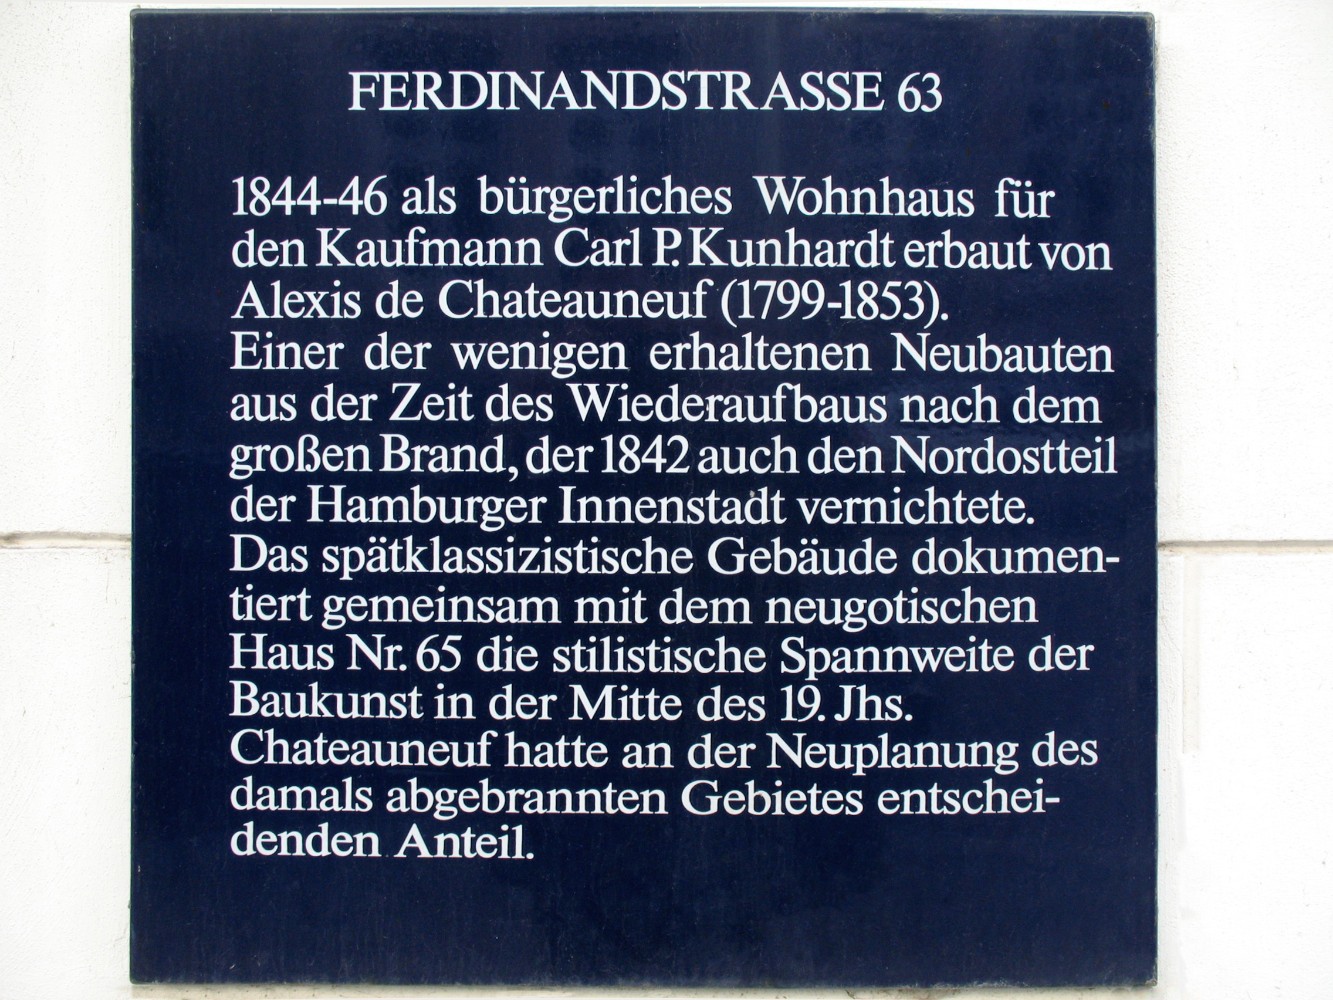 FERDINANDSTRASSE 63
1844-46 als bürgerliches Wohnhaus für
den Kaufmann Carl P. Kunhardt erbaut von
Alexis de Chateauneuf (1799-1853).
Einer der wenigen erhaltenen Neubauten
aus der Zeit des Wiederaufbaus nach dem
großen Brand, der 1842 auch den Nordostteil
der Hamburger Innenstadt vernichtete.
Das spätklassizistische Gebäude dokumen-
tiert gemeinsam mit dem neugotischen
Haus Nr. 65 die stilistische Spannweite der
Baukunst in der Mitte des 19. Jhs.
Chateauneuf hatte an der Neuplanung des
damals abgebrannten Gebietes entschei-
denden Anteil.